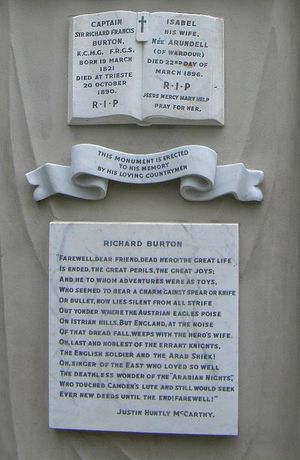 CAPTAIN
SIR RICHARD FRANCIS
BURTON,
K.C.M.G. F.R.G.S.
BORN 19 MARCH
1821
DIED AT TRIESTE
20 OCTOBER
1890.
R·I·P
ISABEL
HIS WIFE.
NÉE ARUNDELL
(OF WARDOUR)
DIED 22ND DAY OF
MARCH 1896.
R·I·P
JESUS MERCY MARY HELP
PRAY FOR HER.
THIS MONUMENT IS ERECTED
TO HIS MEMORY
BY HIS LOVING COUNTRYMEN
RICHARD BURTON
"FAREWELL, DEAR FRIEND, DEAD HERO! THE GREAT LIFE
IS ENDED, THE GREAT PERILS, THE GREAT JOYS;
AND HE TO WHOM ADVENTURES WERE AS TOYS,
WHO SEEMED TO BEAR A CHARM 'GAINST SPEAR OR KNIFE
OR BULLET, NOW LIES SILENT FROM ALL STRIFE
OUT YONDER WHERE THE AUSTRIAN EAGLES POISE
ON ISTRIAN HILLS. BUT ENGLAND, AT THE NOISE
OF THAT DREAD FALL, WEEPS WITH THE HERO'S WIFE.
OH, LAST AND NOBLEST OF THE ERRANT KNIGHTS,
THE ENGLISH SOLDIER AND THE ARAB SHIEK!
OH, SINGER OF THE EAST WHO LOVED SO WELL
THE DEATHLESS WONDER OF THE "ARABIAN NIGHTS",
WHO TOUCHED CAMOEN'S LUTE AND STILL WOULD SEEK
EVER NEW DEEDS UNTIL THE END! FAREWELL!"
JUSTIN HUNTLY MCCARTHY.